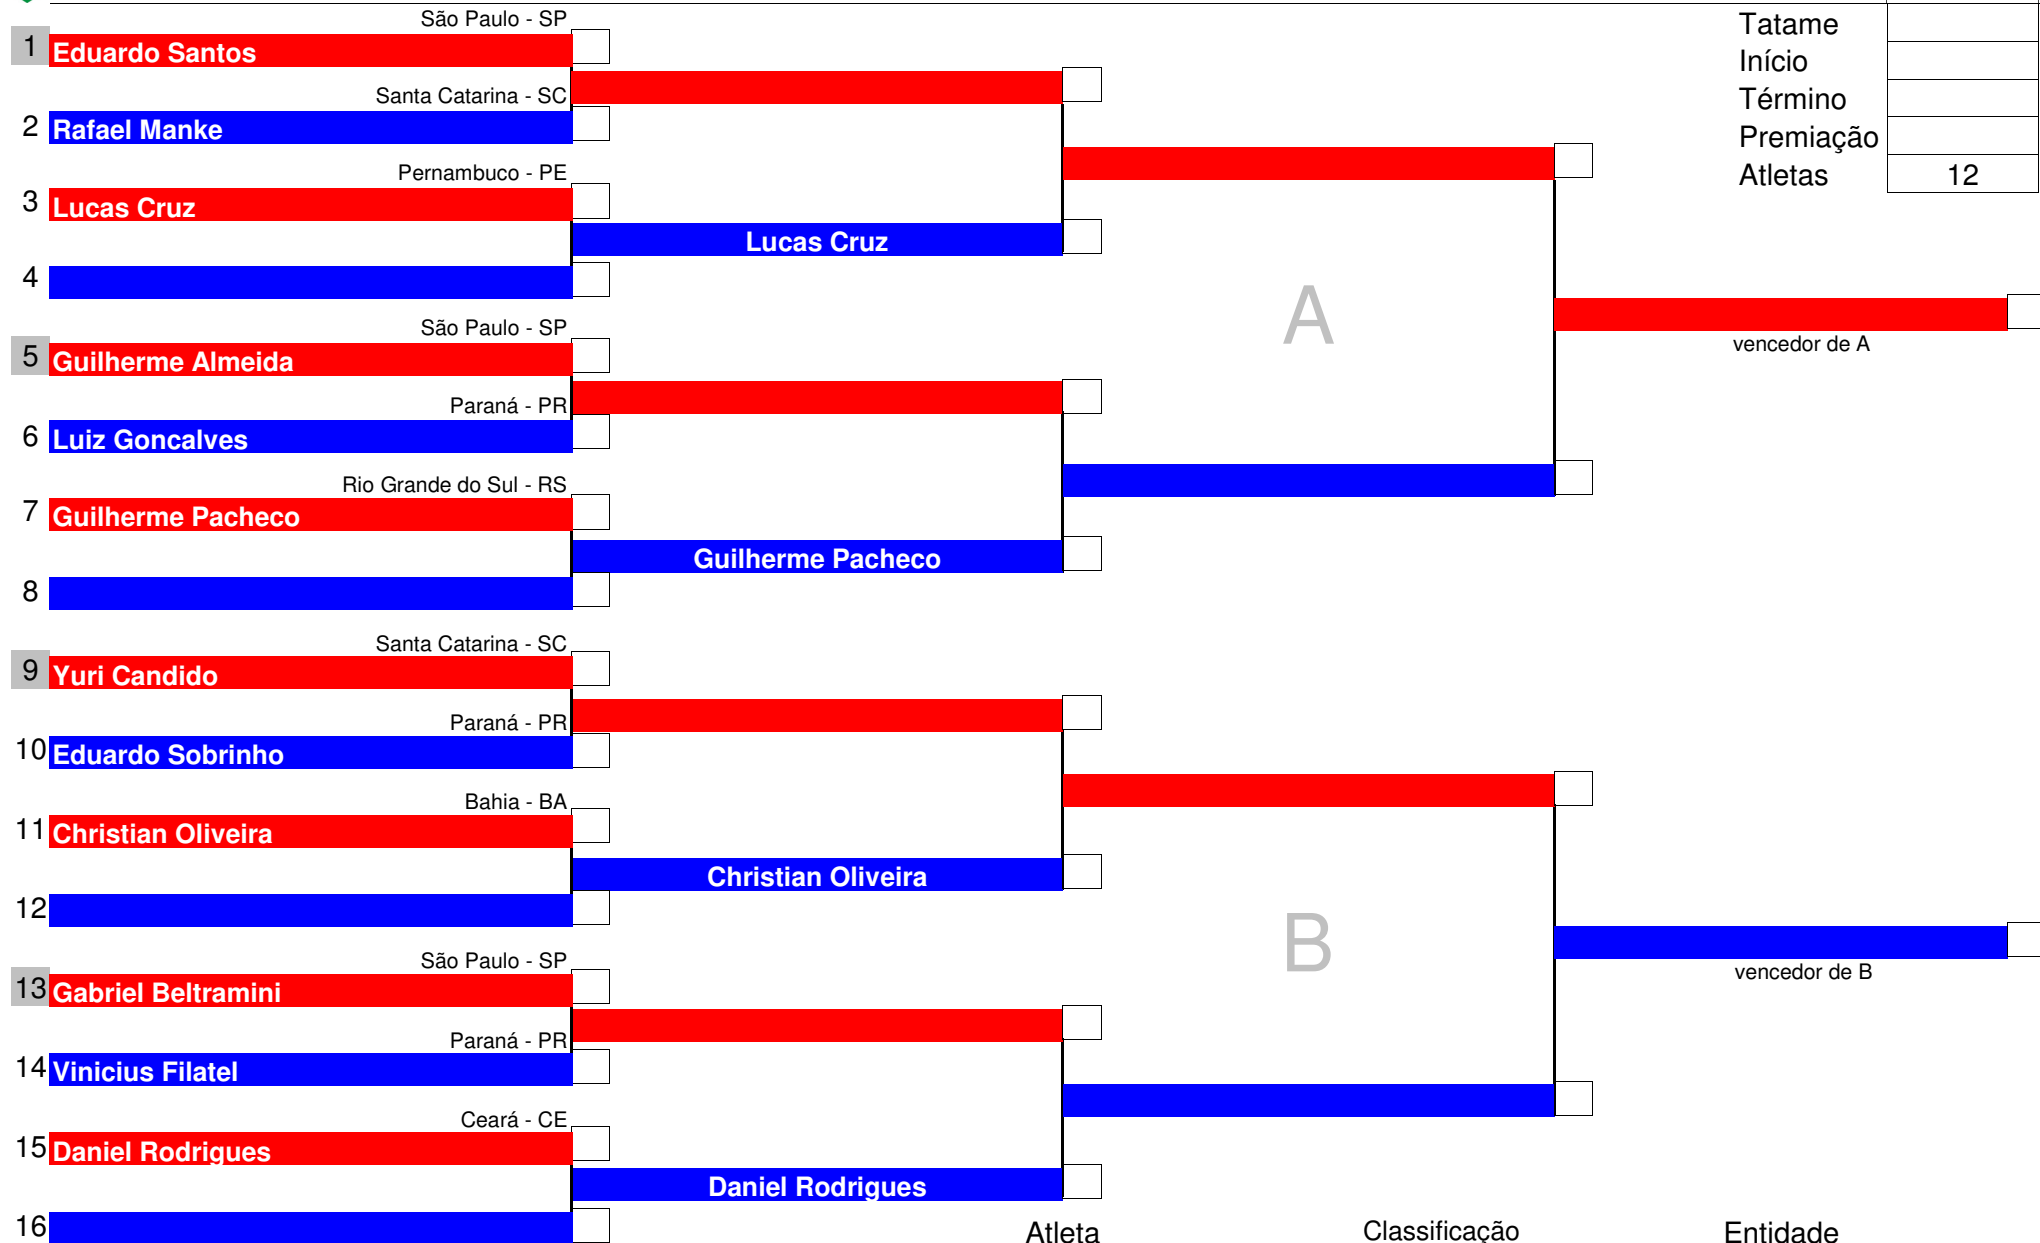 São Paulo - SP
1 Eduardo Santos
Santa Catarina - SC
2 Rafael Manke
Pernambuco - PE
3 Lucas Cruz
Lucas Cruz
4
São Paulo - SP
5 Guilherme Almeida
Paraná - PR
6 Luiz Goncalves
Rio Grande do Sul - RS
7 Guilherme Pacheco
Guilherme Pacheco
8
Santa Catarina - SC
9 Yuri Candido
Paraná - PR
10 Eduardo Sobrinho
Bahia - BA
11 Christian Oliveira
Christian Oliveira
12
São Paulo - SP
13 Gabriel Beltramini
Paraná - PR
14 Vinicius Filatel
Ceará - CE
15 Daniel Rodrigues
Daniel Rodrigues
16
A
B
vencedor de A
vencedor de B
Tatame
Início
Término
Premiação
Atletas 12
Atleta Classificação Entidade